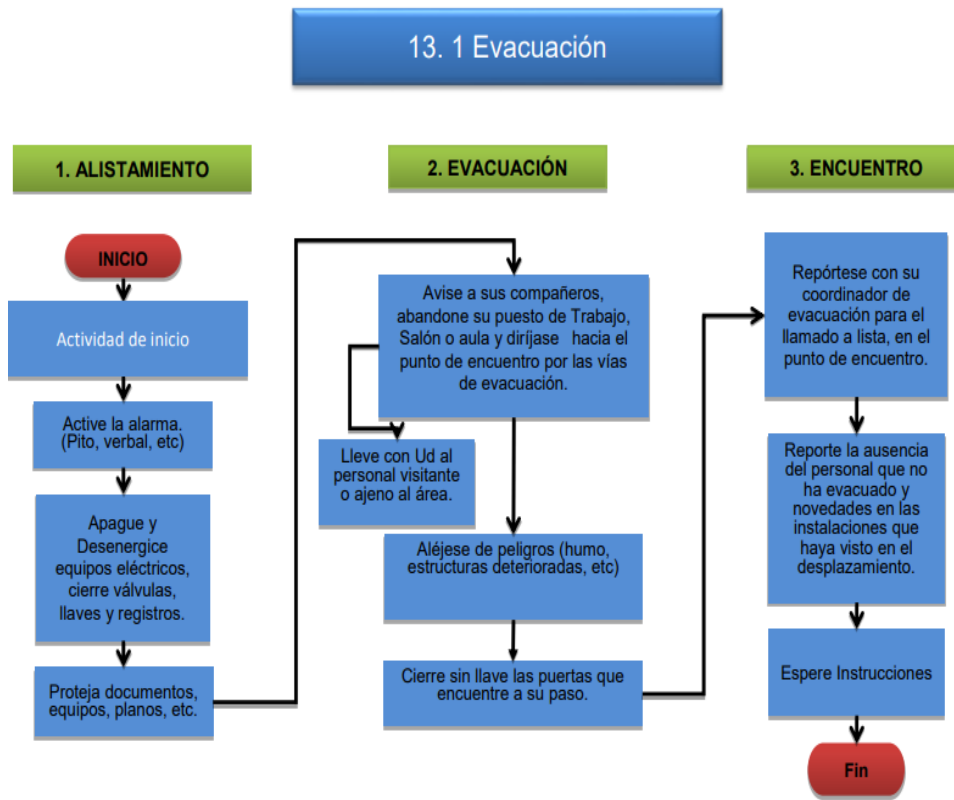 13. 1 Evacuación
1. ALISTAMIENTO
INICIO
Actividad de inicio
Active la alarma.
(Pito, verbal, etc)
Apague y
Desenergice
equipos eléctricos,
cierre válvulas,
llaves y registros.
Proteja documentos,
equipos, planos, etc.
2. EVACUACIÓN
Avise a sus compañeros,
abandone su puesto de Trabajo,
Salón o aula y diríjase hacia el
punto de encuentro por las vías
de evacuación.
Lleve con Ud al
personal visitante
o ajeno al área.
Aléjese de peligros (humo,
estructuras deterioradas, etc)
Cierre sin llave las puertas que
encuentre a su paso.
3. ENCUENTRO
Repórtese con su
coordinador de
evacuación para el
llamado a lista, en el
punto de encuentro.
Reporte la ausencia
del personal que no
ha evacuado y
novedades en las
instalaciones que
haya visto en el
desplazamiento.
Espere Instrucciones
Fin